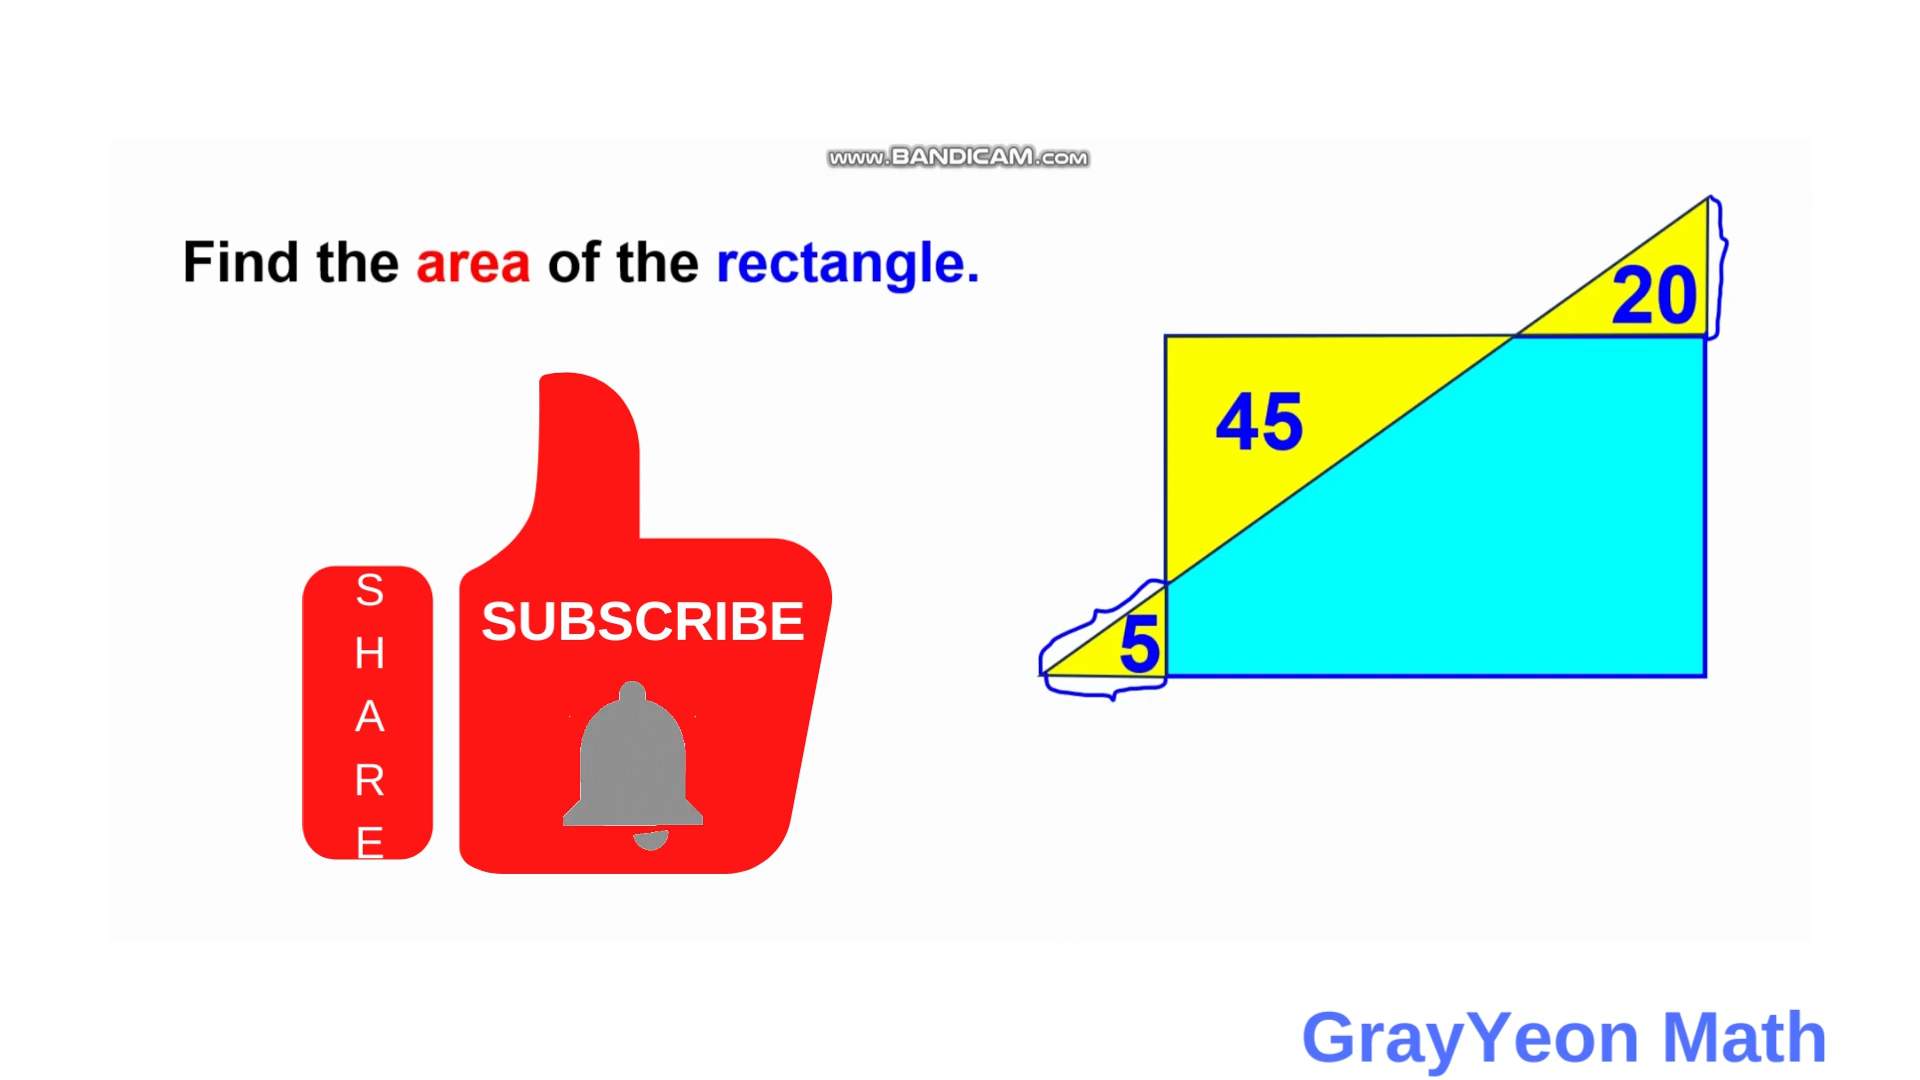 www.BANDICAM.com
Find the area of the rectangle.
20
45
5
S
H
A
R
E
SUBSCRIBE
GrayYeon Math